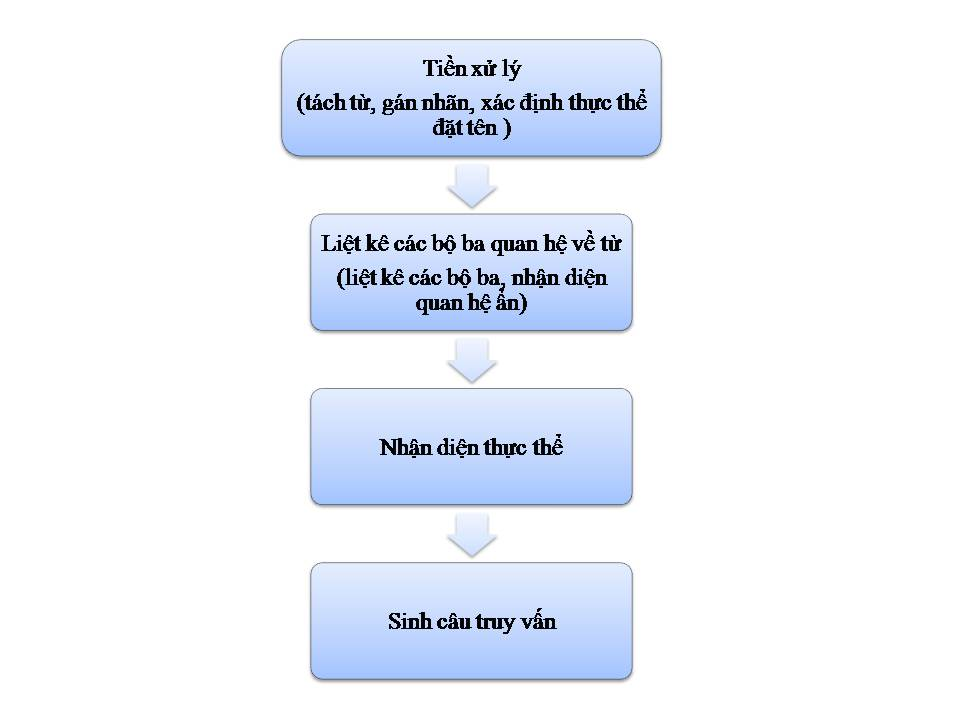 Tiền xử lý
(tách từ, gán nhãn, xác định thực thể
đặt tên )
Liệt kê các bộ ba quan hệ về từ
(liệt kê các bộ ba, nhận diện
quan hệ ẩn)
Nhận diện thực thể
Sinh câu truy vấn